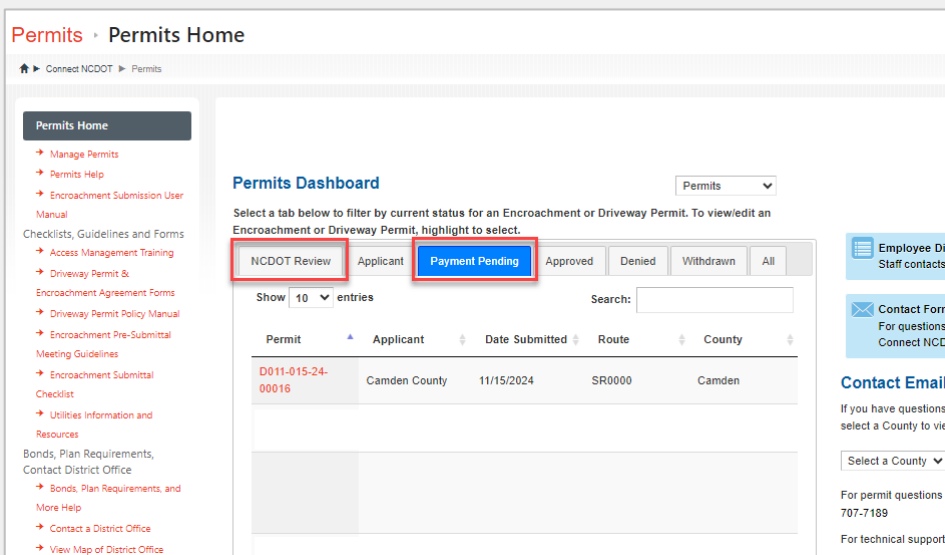 Permits Permits Home
Connect NCDOT Permits
Permits Home
Manage Permits
Permits Help
Encroachment Submission User
Manual
Checklists, Guidelines and Forms
Access Management Training
Driveway Permit &
Encroachment Agreement Forms
Driveway Permit Policy Manual
Encroachment Pre-Submittal
Meeting Guidelines
Encroachment Submittal
Checklist
Utilities Information and
Resources
Bonds, Plan Requirements,
Contact District Office
Bonds, Plan Requirements, and
More Help
Contact a District Office
View Map of District Office
Permits Dashboard
Permits
Select a tab below to filter by current status for an Encroachment or Driveway Permit. To view/edit an
Encroachment or Driveway Permit, highlight to select.
NCDOT Review Applicant Payment Pending Approved Denied Withdrawn All
Show 10 entries
Search:
Permit Applicant Date Submitted Route County
D011-015-24-
00016
Camden County 11/15/2024 SR0000 Camden
Employee Di
Staff contacts
Contact Forn
For questions
Connect NCD
Contact Email
If you have questions
select a County to vie
Select a County
For permit questions
707-7189
For technical support